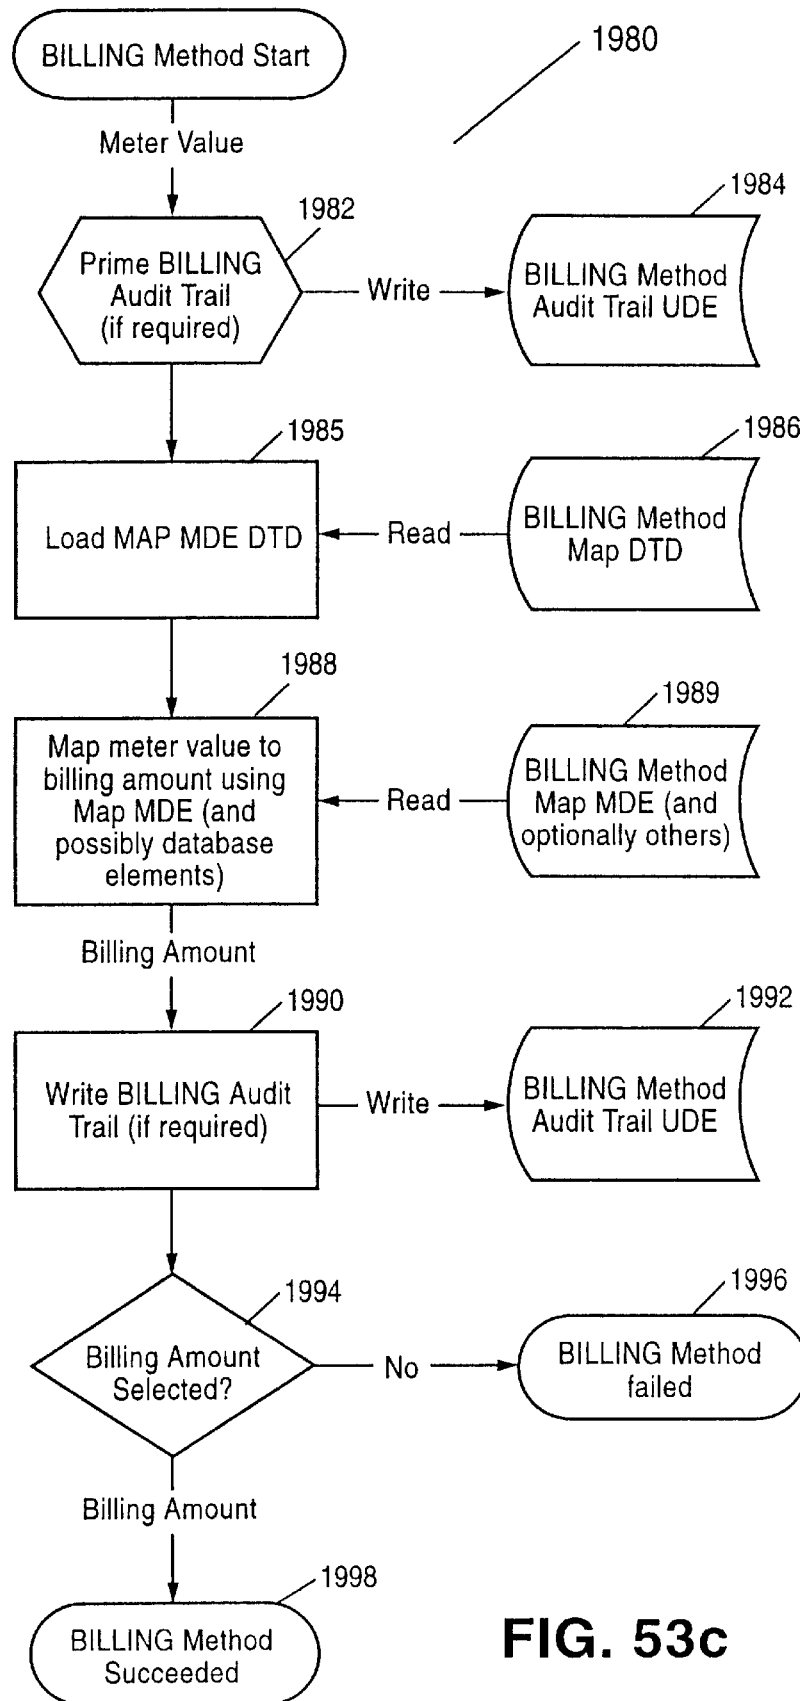 BILLING Method Start
1980
Meter Value
1982
1984
Prime BILLING
Audit Trail
(if required)
Write
BILLING Method
Audit Trail UDE
1985
1986
Load MAP MDE DTD
Read
BILLING Method
Map DTD
1988
1989
Map meter value to
billing amount using
Map MDE (and
possibly database
elements)
Read
BILLING Method
Map MDE (and
optionally others)
Billing Amount
1990
1992
Write BILLING Audit
Trail (if required)
Write
BILLING Method
Audit Trail UDE
1994
1996
Billing Amount
Selected?
No
BILLING Method
failed
Billing Amount
1998
BILLING Method
Succeeded
FIG. 53c